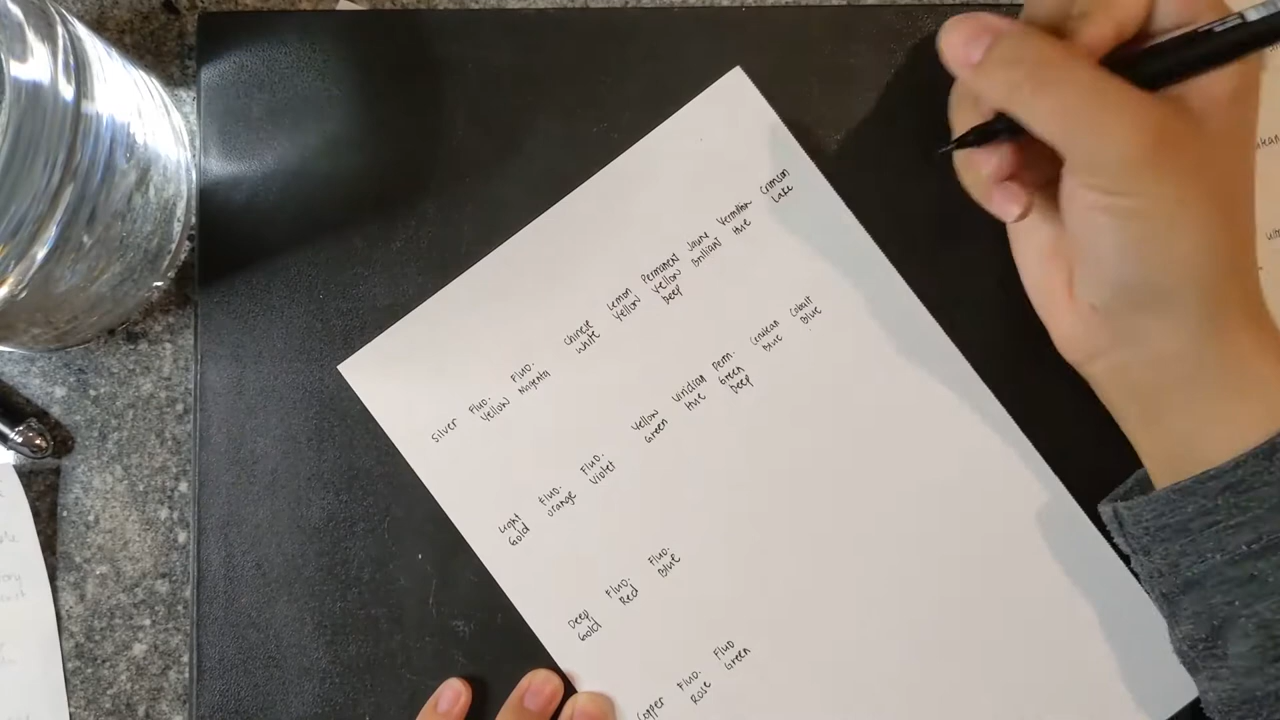 Silver
Fluo.
Yellow
Fluo.
Magenta
Chinese
White
Lemon
Yellow
Permanent
Yellow
Deep
Jaune
Brilliant
Vermilion
Hue
Crimson
Lake
Light
Gold
Fluo.
Orange
Fluo.
Violet
Yellow
Green
Viridian
Hue
Perm.
Green
Deep
Cerulean
Blue
Cobalt
Blue
Deep
Gold
Fluo.
Red
Fluo.
Blue
Copper
Fluo.
Rose
Fluo
Green